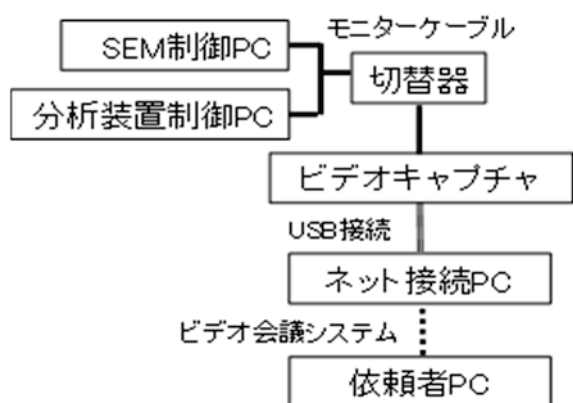 モニターケーブル
SEM制御PC
切替器
分析装置制御PC
ビデオキャプチャ
USB接続
ネット接続PC
ビデオ会議システム
依頼者PC